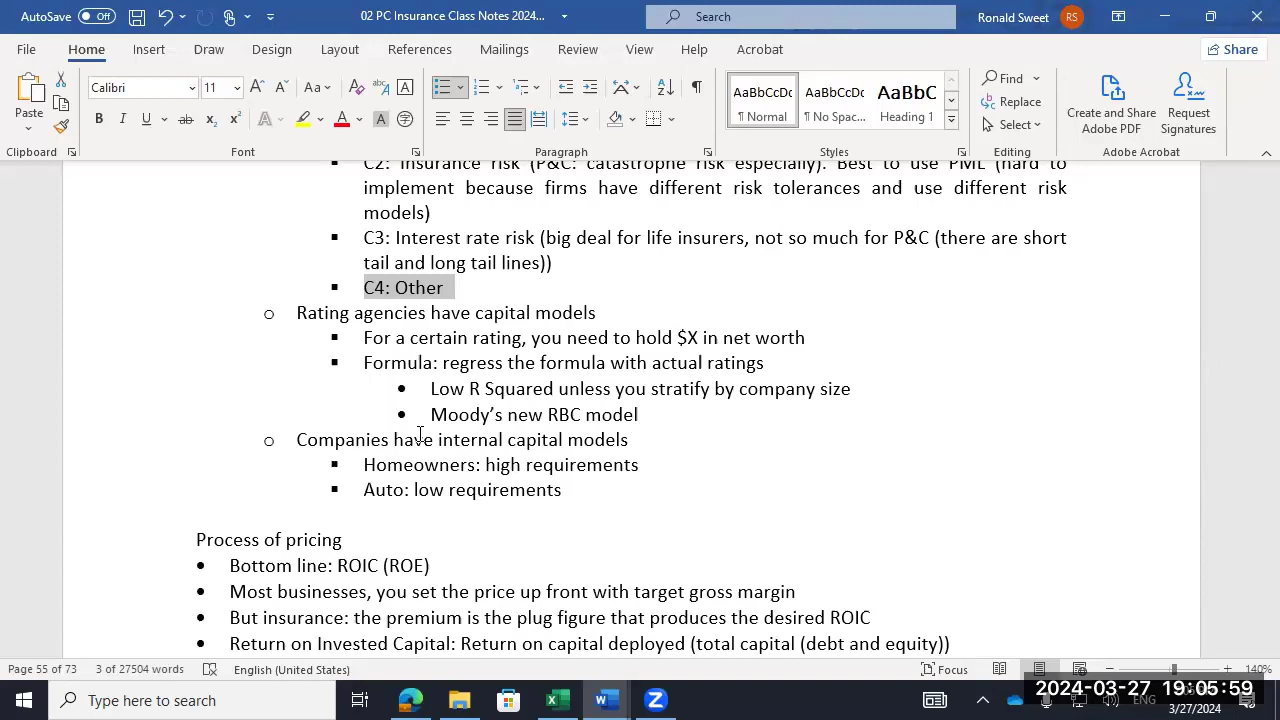 AutoSave Off 02 PC Insurance Class Notes 2024... Search Ronald Sweet RS
File Home Insert Draw Design Layout References Mailings Review View Help Acrobat Share
Calibri 11 Aa Find
AaBbCcDc AaBbCcDc AaBbC
Paste Replace Create and Share Request
B I U ab x₂ x² A ¶ Normal ¶ No Spac... Heading 1 Select Adobe PDF Signatures
Clipboard Font Paragraph Styles Editing Adobe Acrobat
▪ C2: Insurance risk (P&C: catastrophe risk especially). Best to use PML (hard to
implement because firms have different risk tolerances and use different risk
models)
▪ C3: Interest rate risk (big deal for life insurers, not so much for P&C (there are short
tail and long tail lines))
▪ C4: Other
o Rating agencies have capital models
▪ For a certain rating, you need to hold $X in net worth
▪ Formula: regress the formula with actual ratings
• Low R Squared unless you stratify by company size
• Moody's new RBC model
o Companies have internal capital models
▪ Homeowners: high requirements
▪ Auto: low requirements
Process of pricing
• Bottom line: ROIC (ROE)
• Most businesses, you set the price up front with target gross margin
• But insurance: the premium is the plug figure that produces the desired ROIC
• Return on Invested Capital: Return on capital deployed (total capital (debt and equity))
Page 55 of 73 3 of 27504 words English (United States) Focus 140%
Type here to search ENG 2024-03-27 19:05:59
3/27/2024